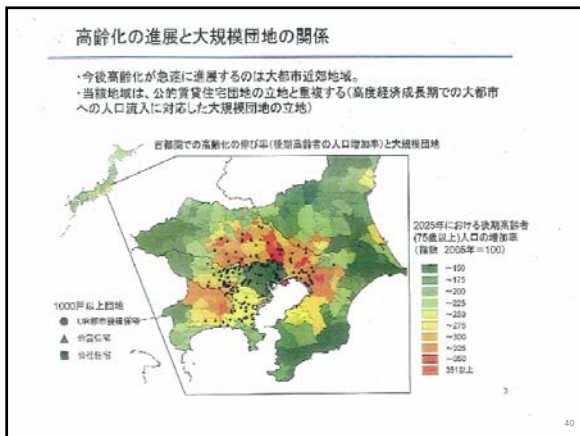 高齢化の進展と大規模団地の関係
・今後高齢化が急速に進展するのは大都市近郊地域。
・当該地域は、公的賃貸住宅団地の立地と重複する(高度経済成長期での大都市
への人口流入に対応した大規模団地の立地)
首都圏での高齢化の伸び率(後期高齢者の人口増加率)と大規模団地
2025年における後期高齢者
(75歳以上)人口の増加率
(指数 2005年=100)
~150
~175
~200
~225
~250
~275
~300
~325
~350
351以上
1000戸以上団地
UR都市機構住宅
公営住宅
公社住宅
3
40